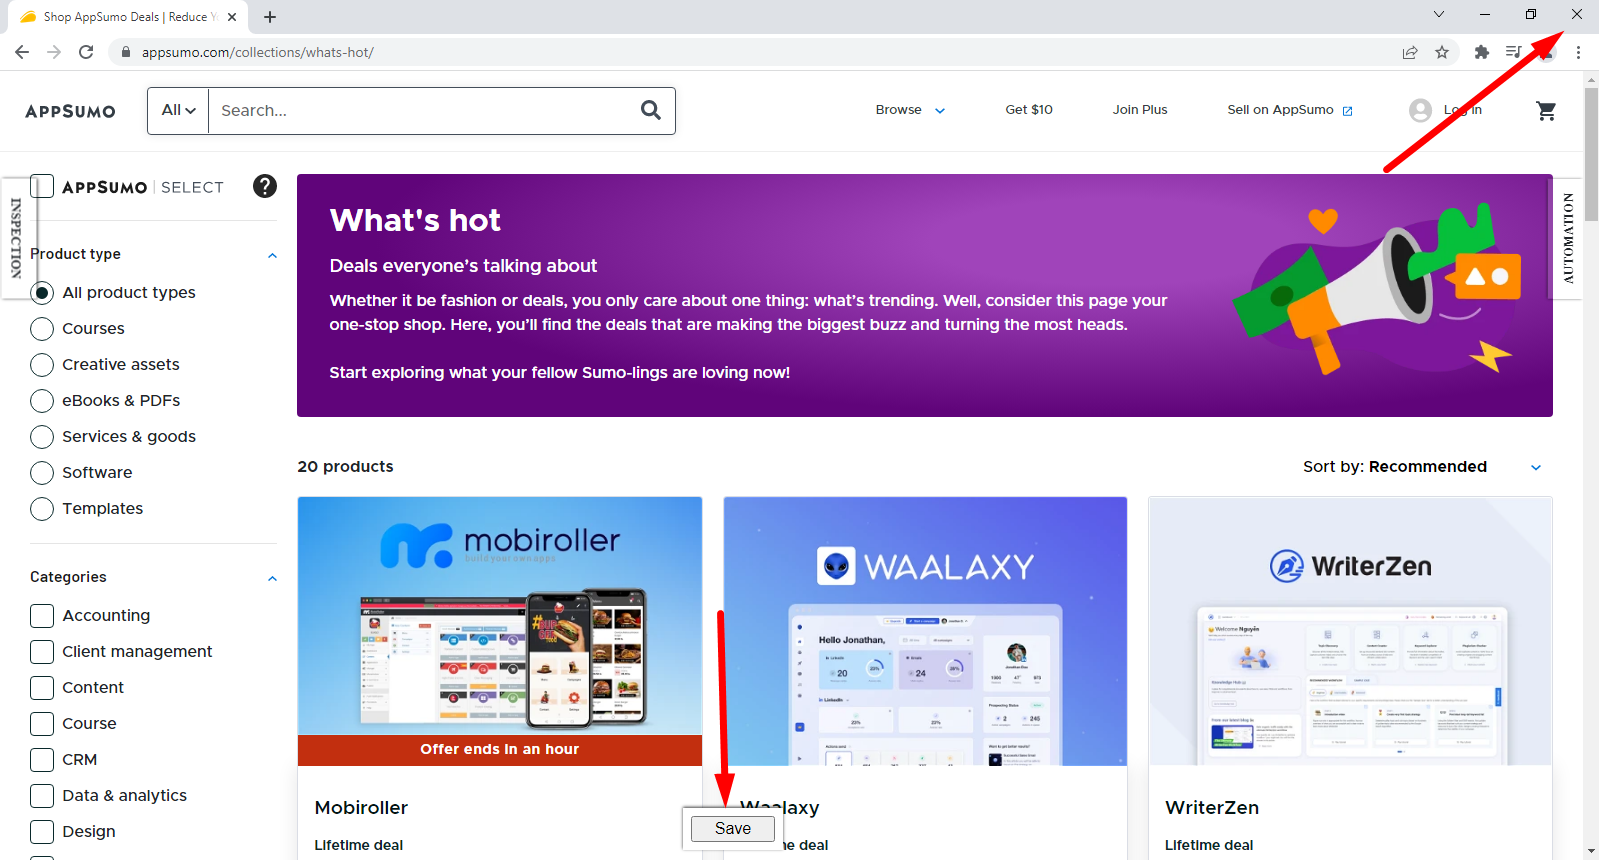 Shop AppSumo Deals | Reduce Y
appsumo.com/collections/whats-hot/
APPSUMO
All
Search...
Browse
Get $10
Join Plus
Sell on AppSumo
Log in
APPSUMO | SELECT
?
INSPECTION
AUTOMATION
What's hot
Deals everyone’s talking about
Whether it be fashion or deals, you only care about one thing: what’s trending. Well, consider this page your
one-stop shop. Here, you’ll find the deals that are making the biggest buzz and turning the most heads.
Start exploring what your fellow Sumo-lings are loving now!
Product type
All product types
Courses
Creative assets
eBooks & PDFs
Services & goods
Software
Templates
20 products
Sort by: Recommended
Categories
Accounting
Client management
Content
Course
CRM
Data & analytics
Design
mobiroller
build your own apps
Offer ends in an hour
WAALAXY
Hello Jonathan,
20
24
WriterZen
Welcome Nguyên
Mobiroller
Lifetime deal
Waalaxy
me deal
WriterZen
Lifetime deal
Save